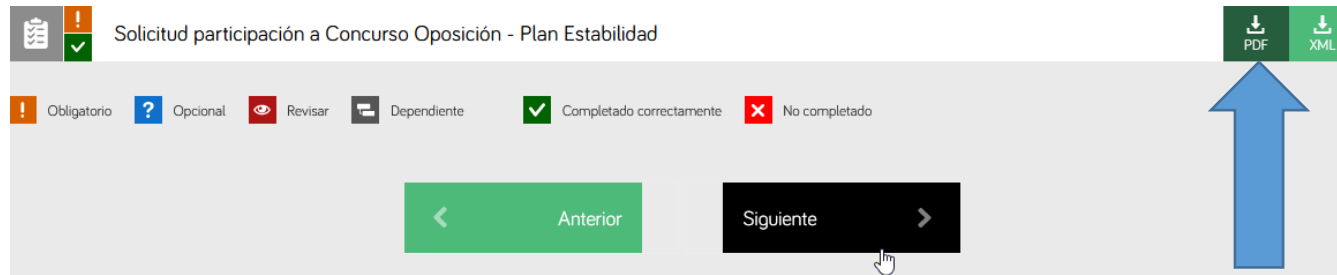 Solicitud participación a Concurso Oposición - Plan Estabilidad
PDF
XML
! Obligatorio
? Opcional
Revisar
Dependiente
Completado correctamente
No completado
Anterior
Siguiente